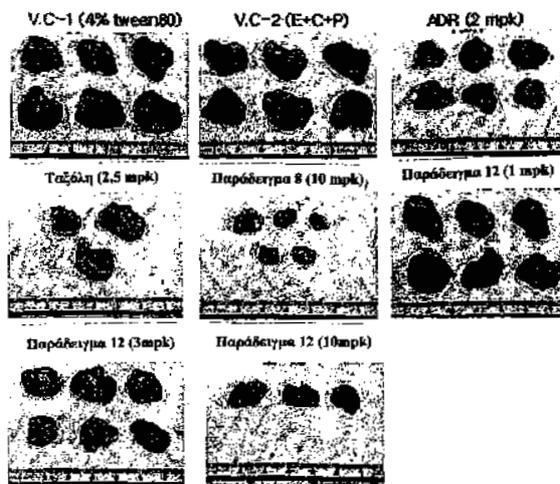 V.C-1 (4% tween80)
V.C-2 (E+C+P)
ADR (2 mpk)
Ταξόλη (2,5 mpk)
Παράδειγμα 8 (10 mpk)
Παράδειγμα 12 (1 mpk)
Παράδειγμα 12 (3mpk)
Παράδειγμα 12 (10mpk)